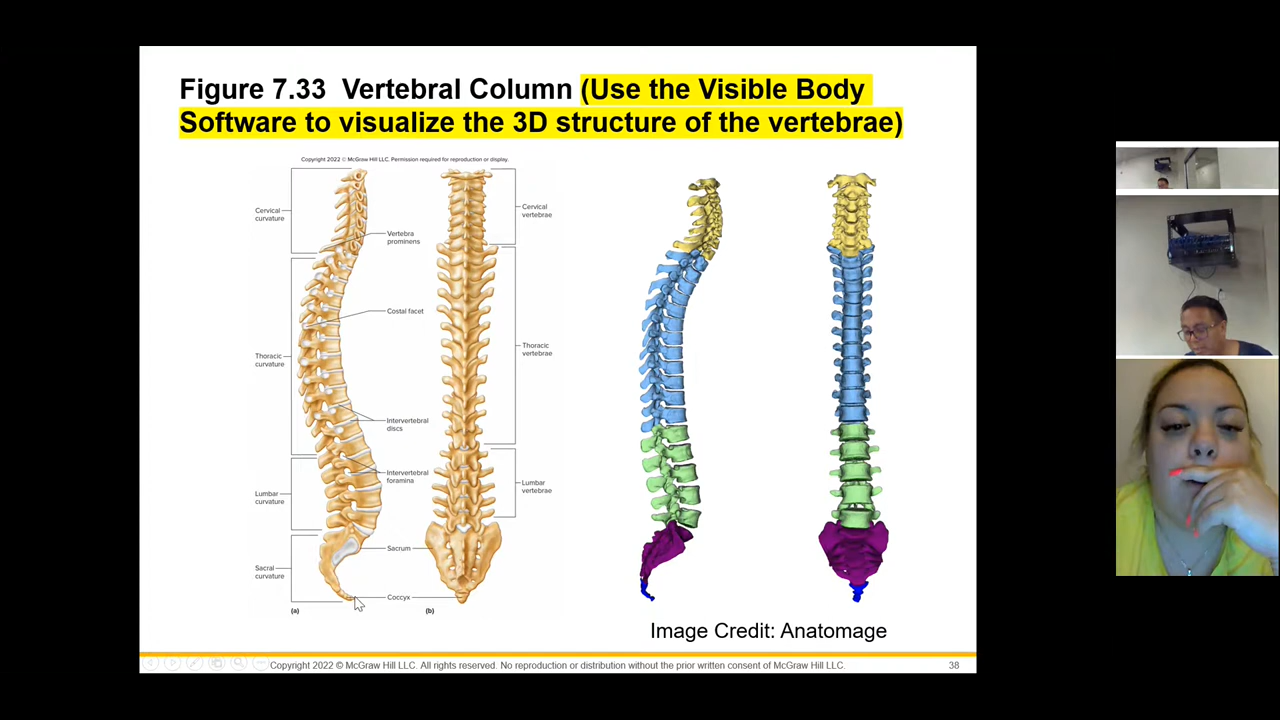 Figure 7.33 Vertebral Column (Use the Visible Body
Software to visualize the 3D structure of the vertebrae)
Copyright 2022 © McGraw Hill LLC. Permission required for reproduction or display.
Cervical
curvature
Vertebra
prominens
Costal facet
Thoracic
curvature
Intervertebral
discs
Intervertebral
foramina
Lumbar
curvature
Sacrum
Sacral
curvature
Coccyx
(a)
(b)
Cervical
vertebrae
Thoracic
vertebrae
Lumbar
vertebrae
Image Credit: Anatomage
Copyright 2022 © McGraw Hill LLC. All rights reserved. No reproduction or distribution without the prior written consent of McGraw Hill LLC.
38